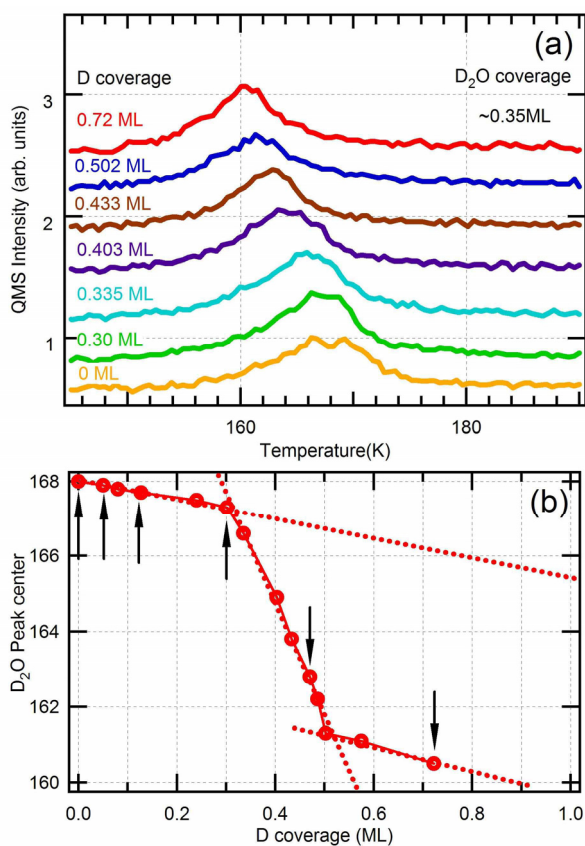 (a)
D coverage
D₂O coverage
~0.35ML
3
2
1
QMS Intensity (arb. units)
0.72 ML
0.502 ML
0.433 ML
0.403 ML
0.335 ML
0.30 ML
0 ML
160
180
Temperature(K)
(b)
168
166
164
162
160
D₂O Peak center
0.0
0.2
0.4
0.6
0.8
1.0
D coverage (ML)